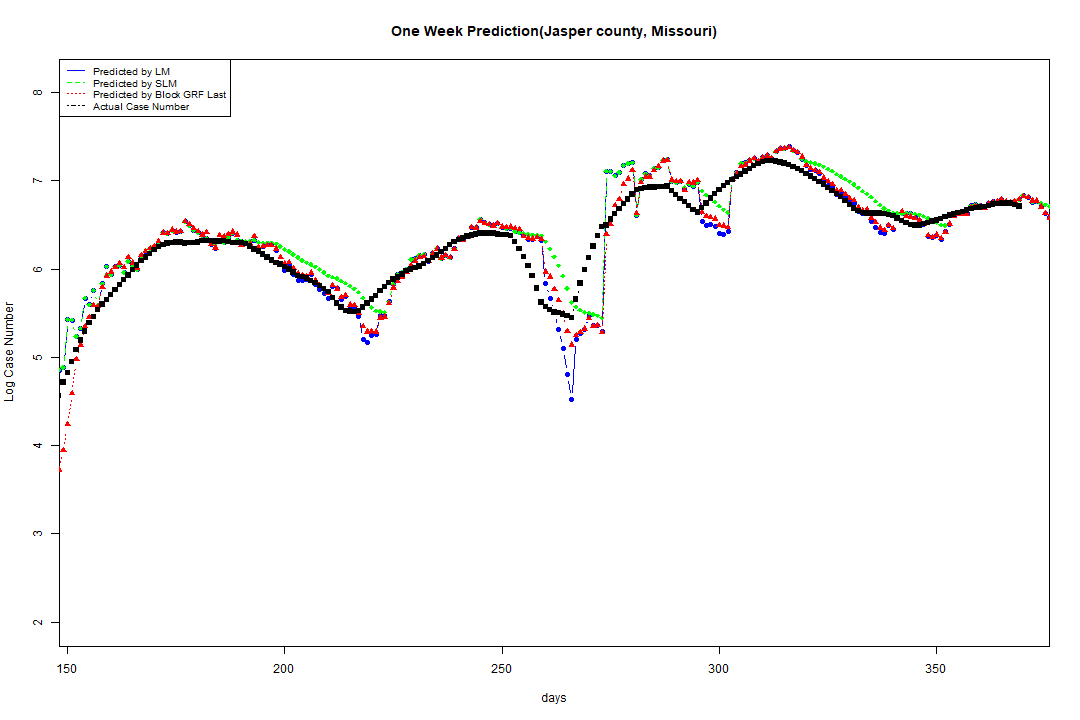 One Week Prediction(Jasper county, Missouri)
Predicted by LM
Predicted by SLM
Predicted by Block GRF Last
Actual Case Number
8
7
6
5
4
3
2
Log Case Number
150 200 250 300 350
days